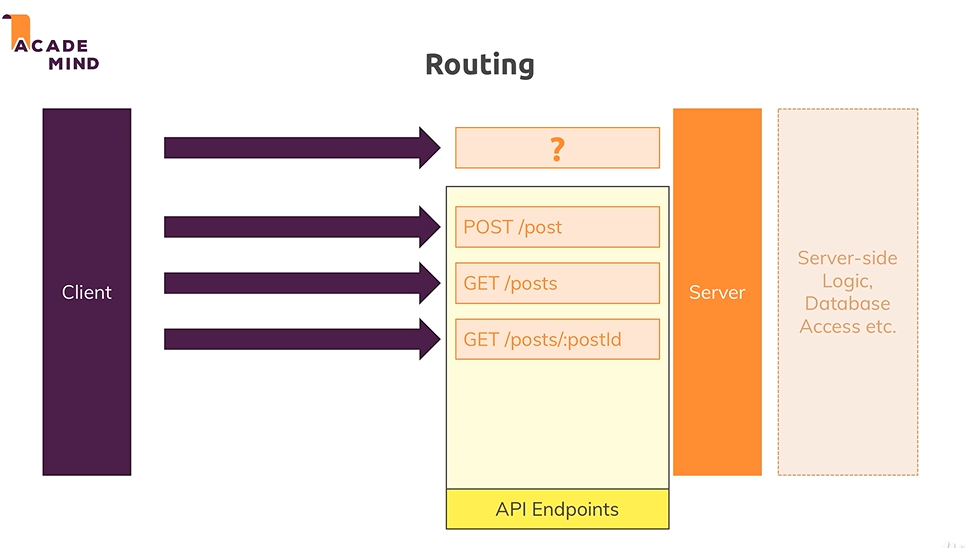 ACADE
MIND
Routing
?
POST /post
GET /posts
GET /posts/:postId
Client
Server
Server-side
Logic,
Database
Access etc.
API Endpoints